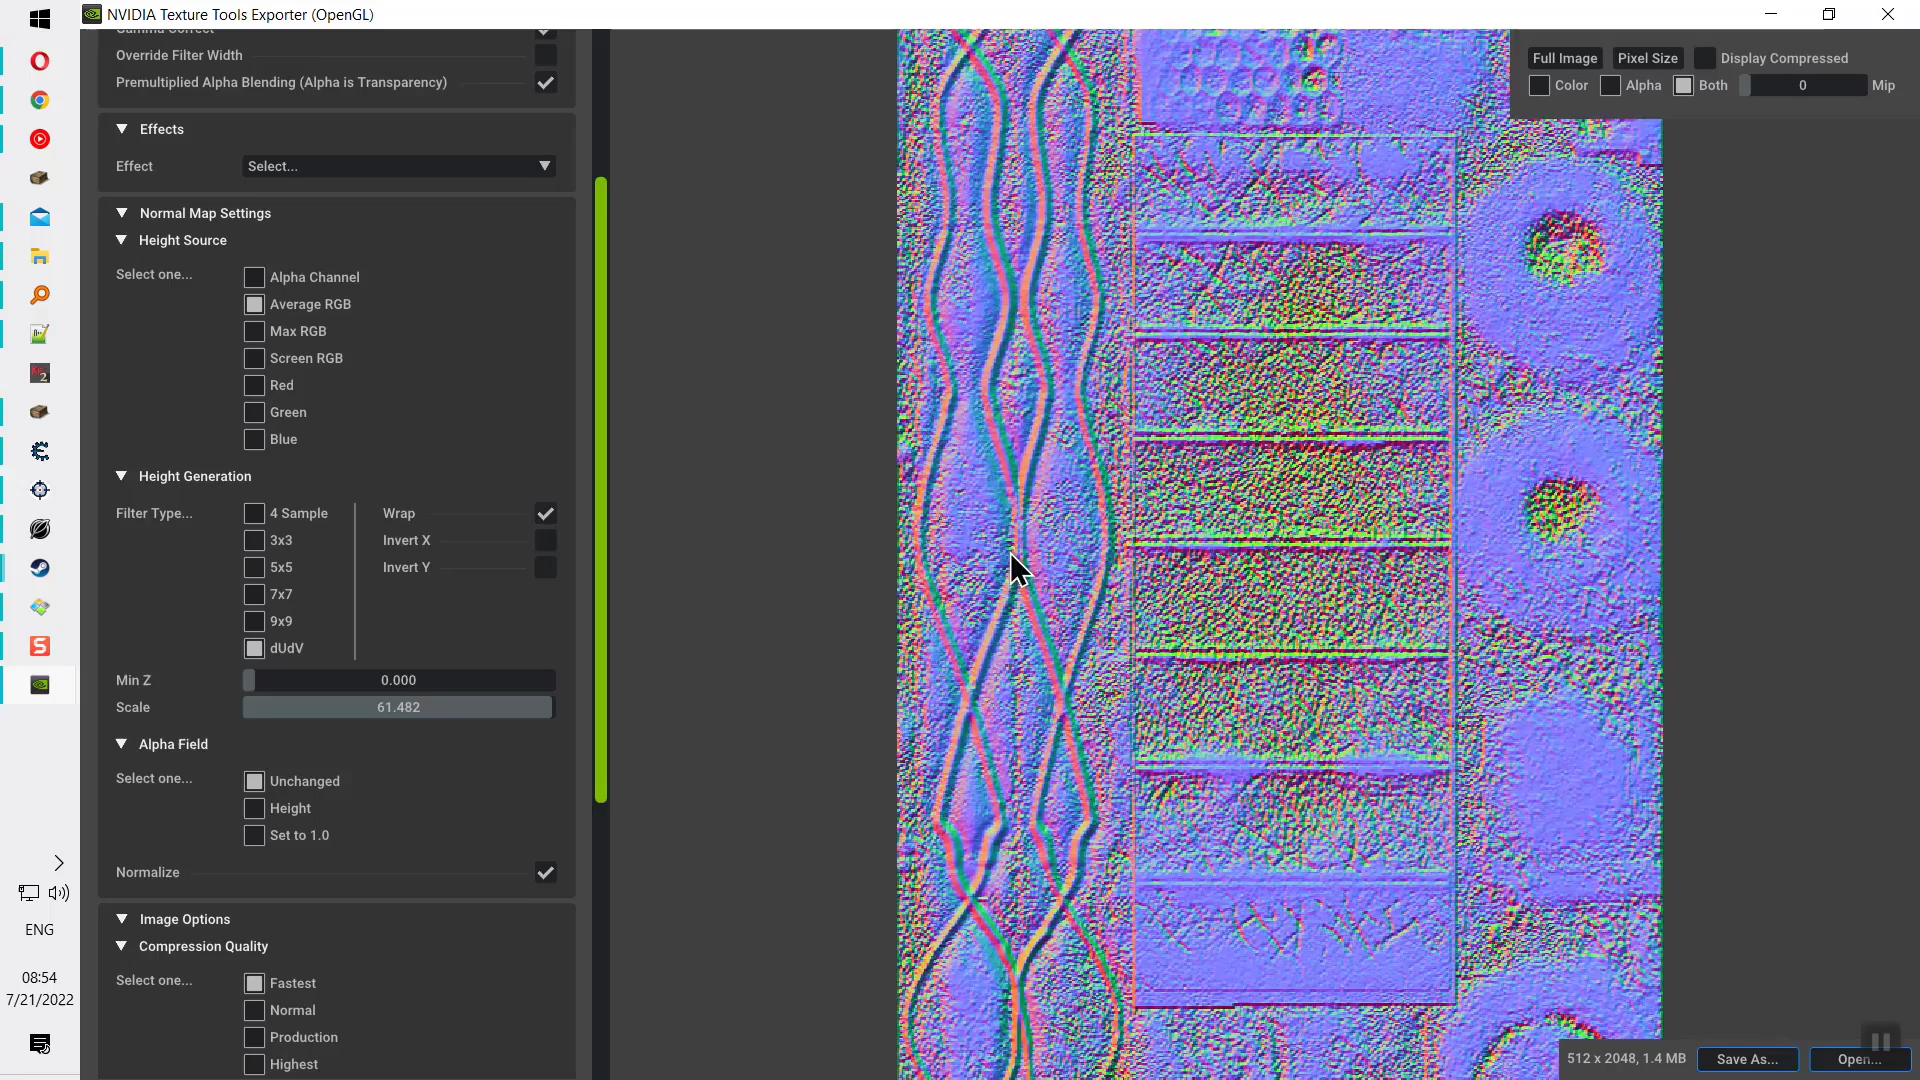 NVIDIA Texture Tools Exporter (OpenGL)
Gamma Correct
Override Filter Width
Premultiplied Alpha Blending (Alpha is Transparency)
Effects
Effect Select...
Normal Map Settings
Height Source
Select one... Alpha Channel
Average RGB
Max RGB
Screen RGB
Red
Green
Blue
Height Generation
Filter Type... 4 Sample Wrap
3x3 Invert X
5x5 Invert Y
7x7
9x9
dUdV
Min Z 0.000
Scale 61.482
Alpha Field
Select one... Unchanged
Height
Set to 1.0
Normalize
Image Options
Compression Quality
Select one... Fastest
Normal
Production
Highest
Full Image Pixel Size Display Compressed
Color Alpha Both 0 Mip
512 x 2048, 1.4 MB Save As... Open...
ENG
08:54
7/21/2022